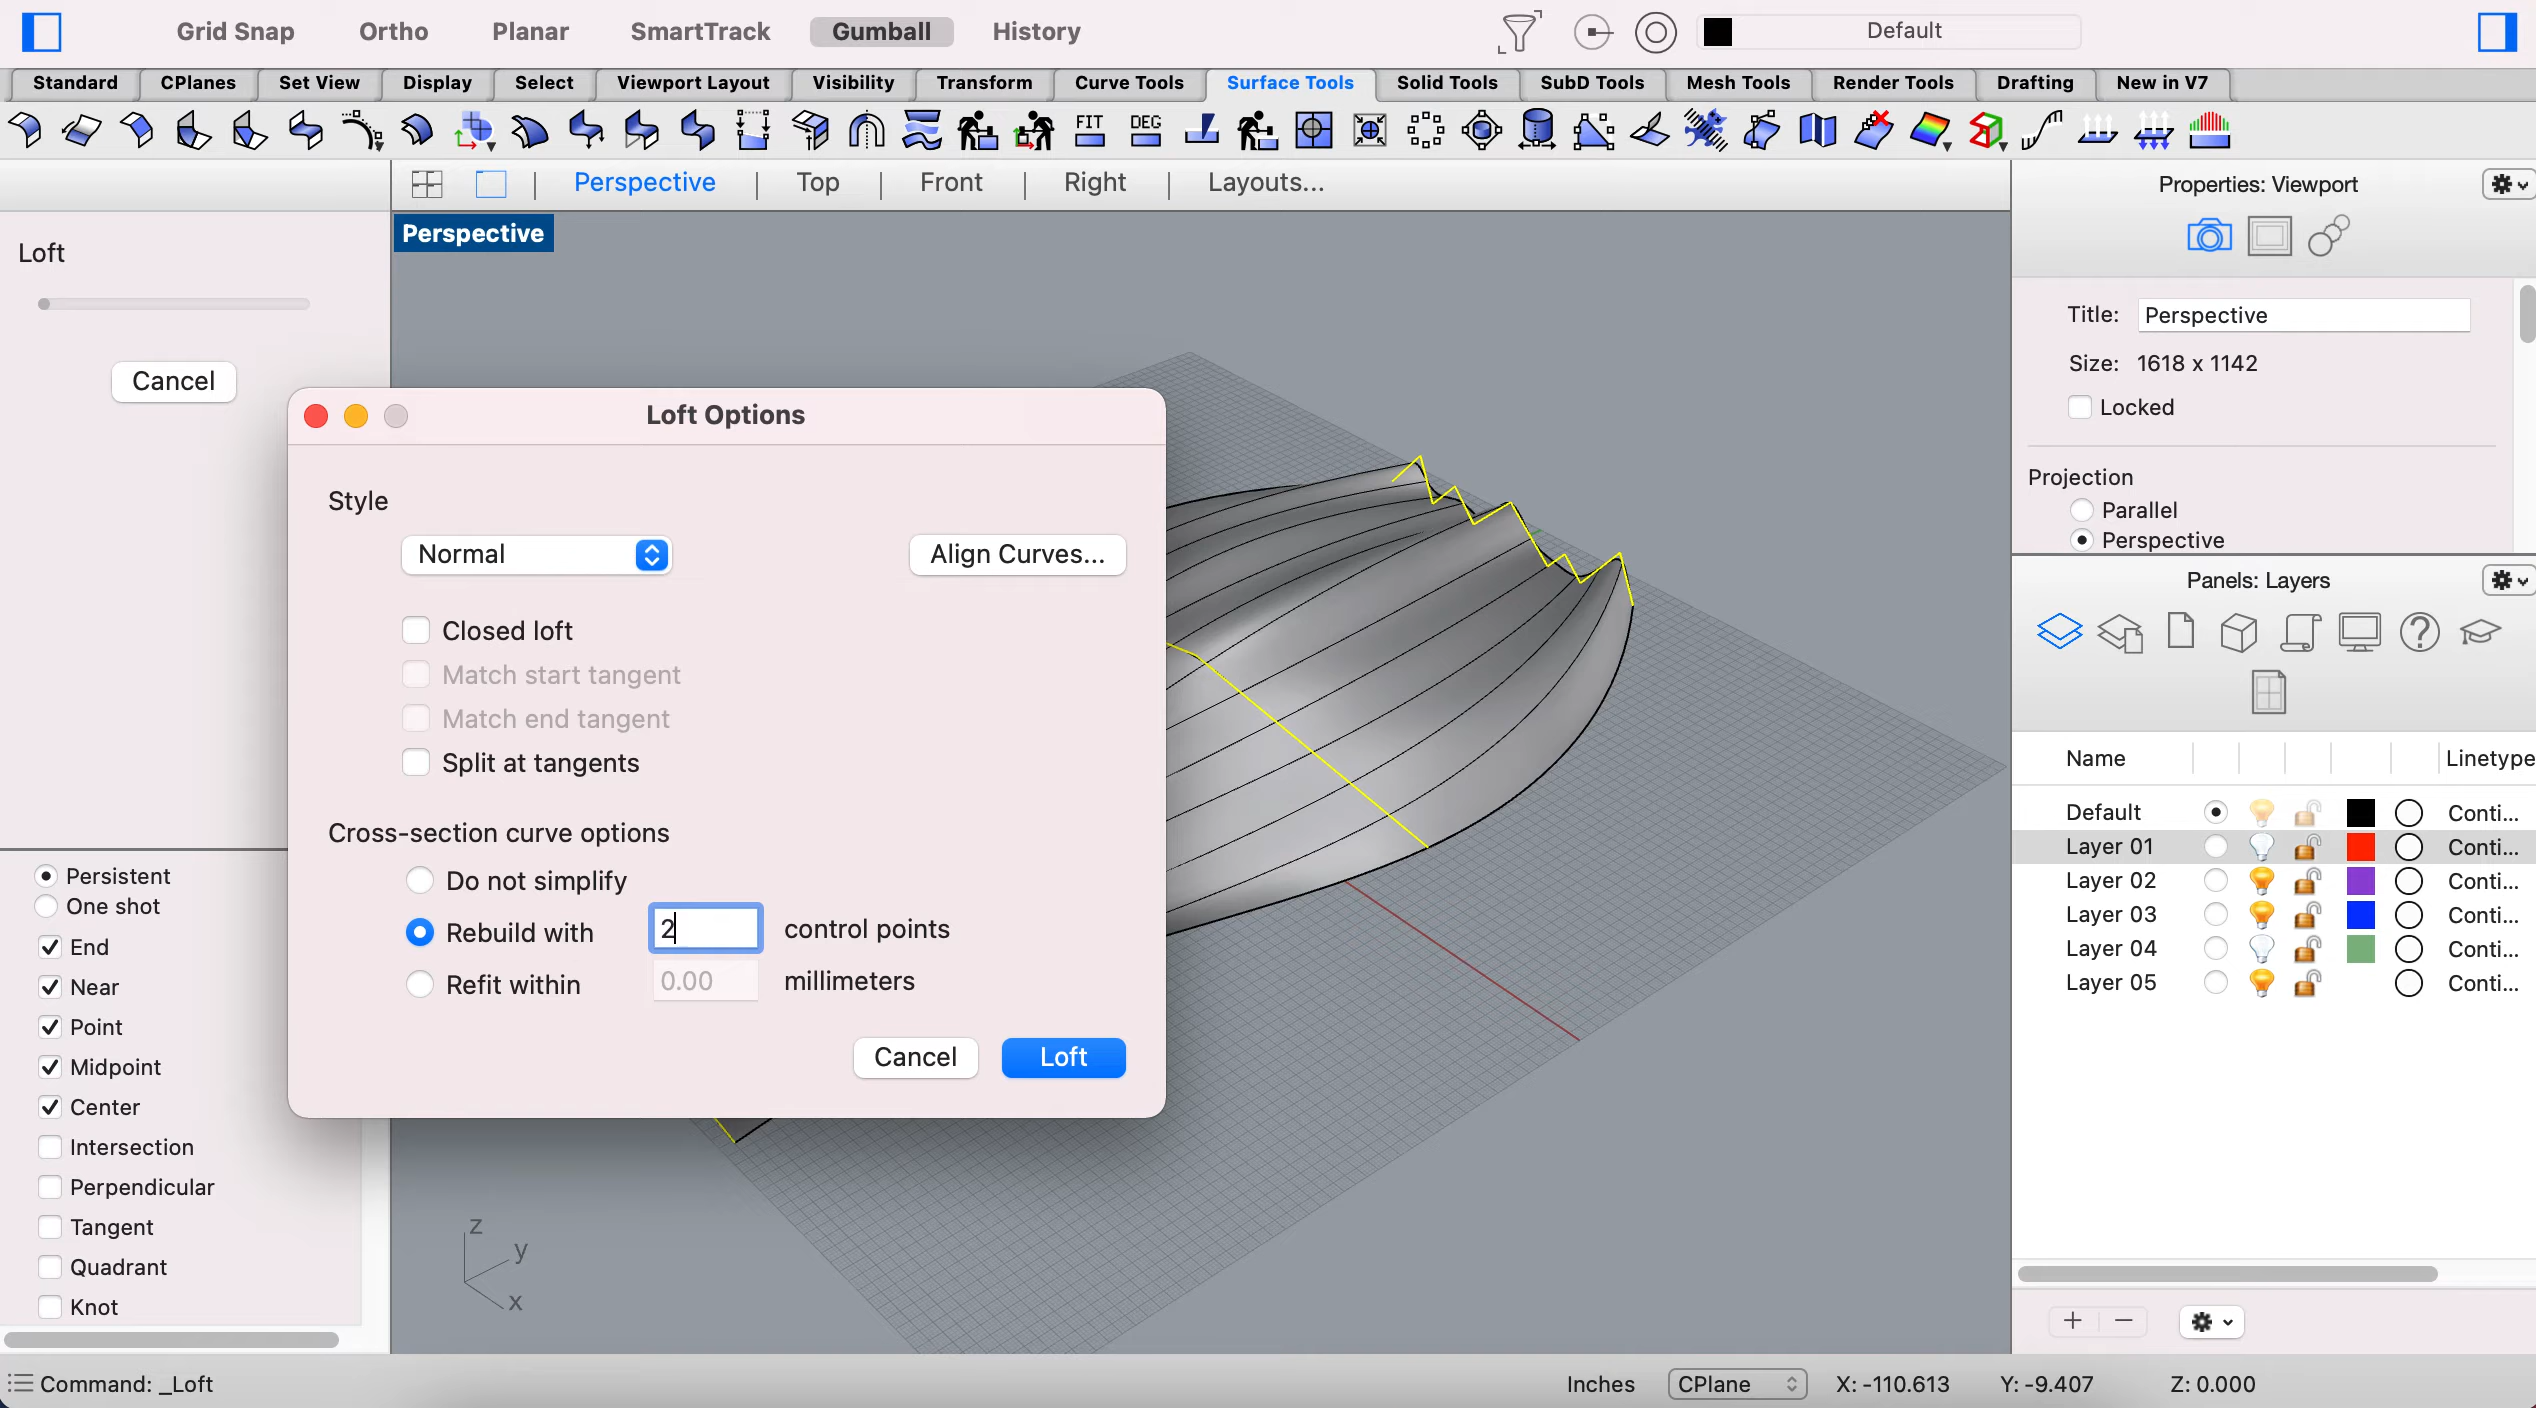 Grid Snap Ortho Planar SmartTrack Gumball History Default
Standard CPlanes Set View Display Select Viewport Layout Visibility Transform Curve Tools Surface Tools Solid Tools SubD Tools Mesh Tools Render Tools Drafting New in V7
FIT DEG
Perspective Top Front Right Layouts...
Perspective
Loft
Cancel
Loft Options
Style
Normal
Align Curves...
Closed loft
Match start tangent
Match end tangent
Split at tangents
Cross-section curve options
Do not simplify
Rebuild with 2 control points
Refit within 0.00 millimeters
Cancel Loft
Persistent
One shot
End
Near
Point
Midpoint
Center
Intersection
Perpendicular
Tangent
Quadrant
Knot
z
y
x
Properties: Viewport
Title: Perspective
Size: 1618 x 1142
Locked
Projection
Parallel
Perspective
Panels: Layers
Name Linetype
Default Conti...
Layer 01 Conti...
Layer 02 Conti...
Layer 03 Conti...
Layer 04 Conti...
Layer 05 Conti...
Command: _Loft
Inches CPlane X: -110.613 Y: -9.407 Z: 0.000